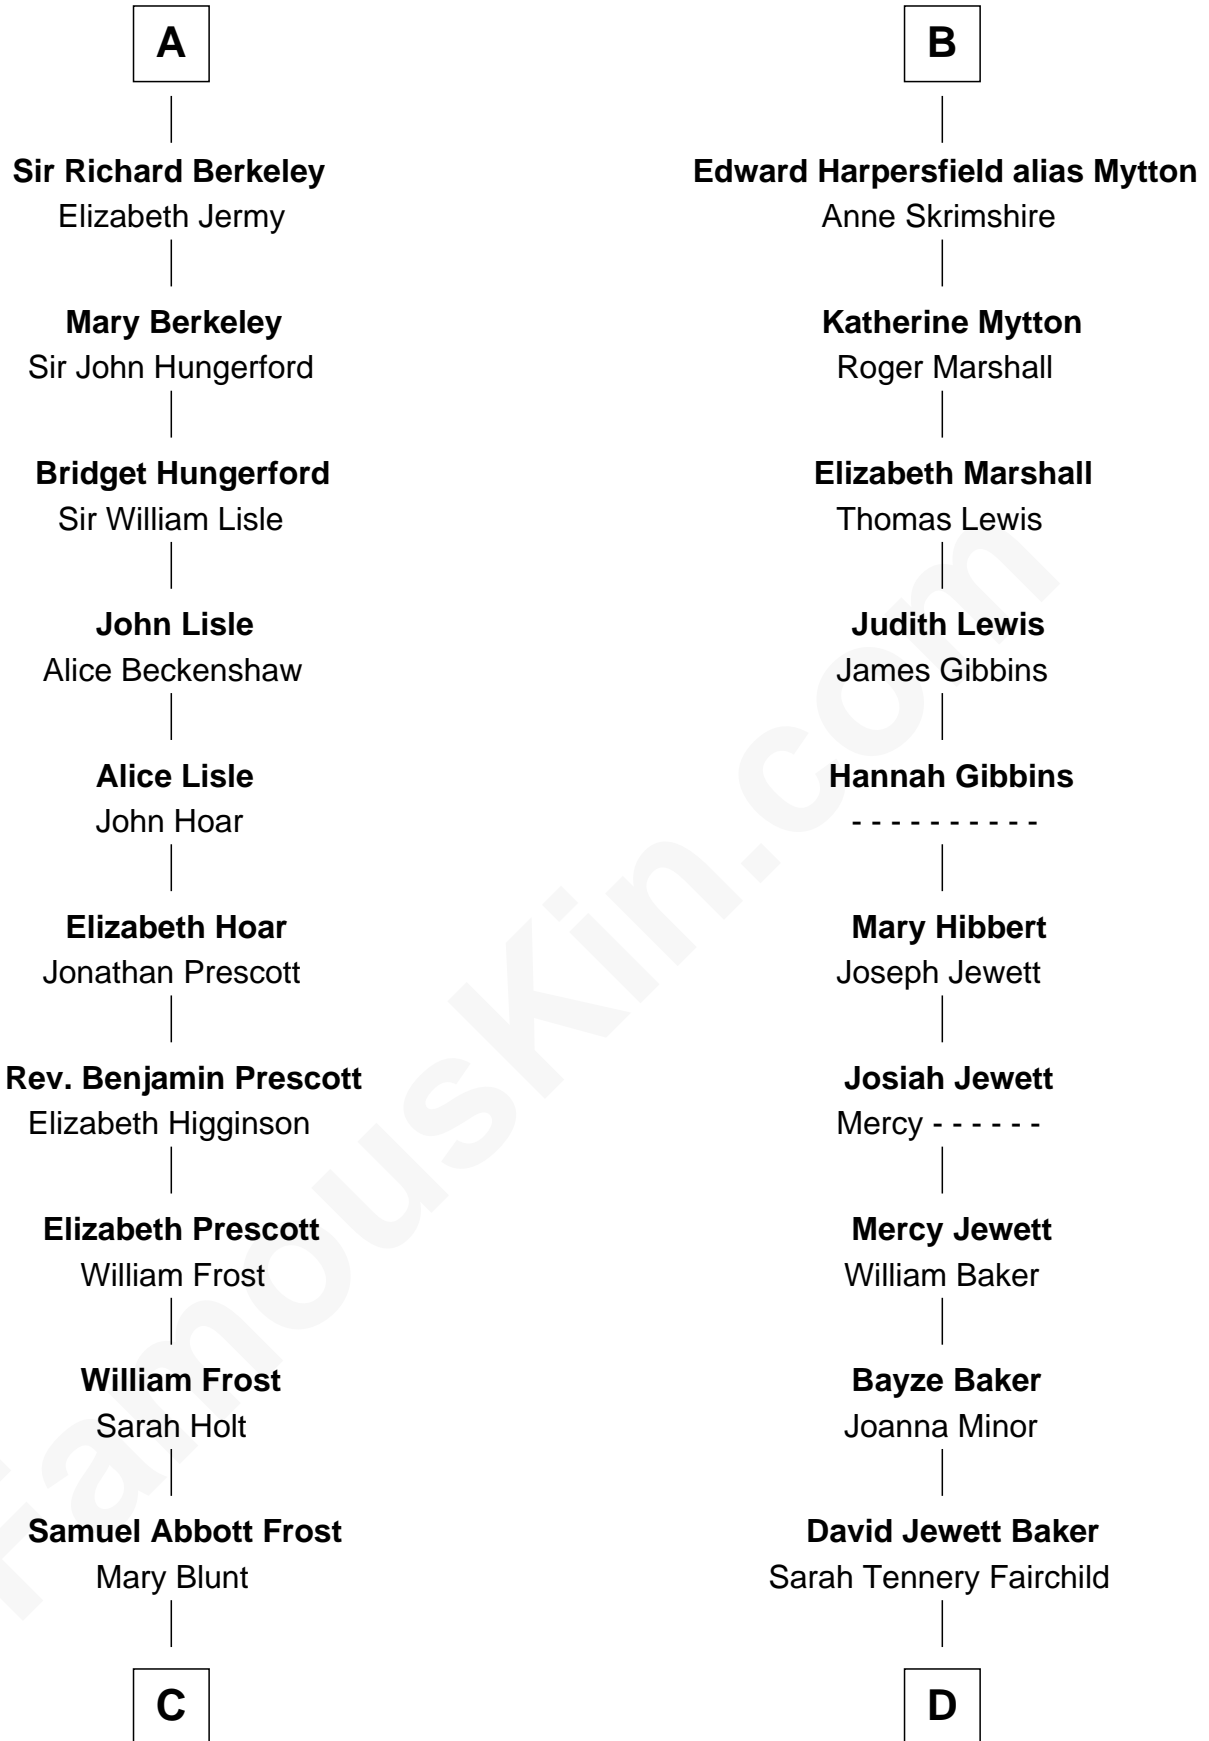 A
Sir Richard Berkeley
Elizabeth Jermy
Mary Berkeley
Sir John Hungerford
Bridget Hungerford
Sir William Lisle
John Lisle
Alice Beckenshaw
Alice Lisle
John Hoar
Elizabeth Hoar
Jonathan Prescott
Rev. Benjamin Prescott
Elizabeth Higginson
Elizabeth Prescott
William Frost
William Frost
Sarah Holt
Samuel Abbott Frost
Mary Blunt
C
B
Edward Harpersfield alias Mytton
Anne Skrimshire
Katherine Mytton
Roger Marshall
Elizabeth Marshall
Thomas Lewis
Judith Lewis
James Gibbins
Hannah Gibbins
- - - - - - - - - -
Mary Hibbert
Joseph Jewett
Josiah Jewett
Mercy - - - - - -
Mercy Jewett
William Baker
Bayze Baker
Joanna Minor
David Jewett Baker
Sarah Tennery Fairchild
D
FamousKin.com